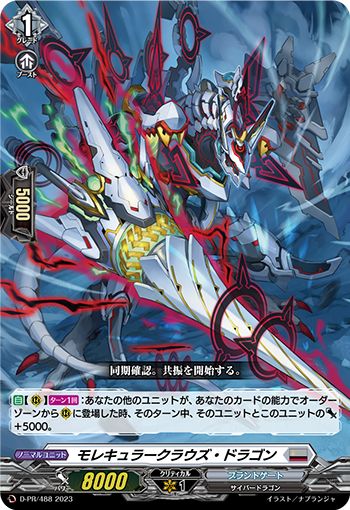 1
グレード
ブースト
シールド
5000
同期確認。共振を開始する。
自【R】ターン1回:あなたの他のユニットが、あなたのカードの能力でオーダー
ゾーンからRに登場した時、そのターン中、そのユニットとこのユニットの
+5000。
ノーマルユニット
モレキュラークラウズ・ドラゴン
パワー
8000
クリティカル
1
ブラントゲート
サイバードラゴン
D-PR/488 2023
イラスト/ナブランジャ